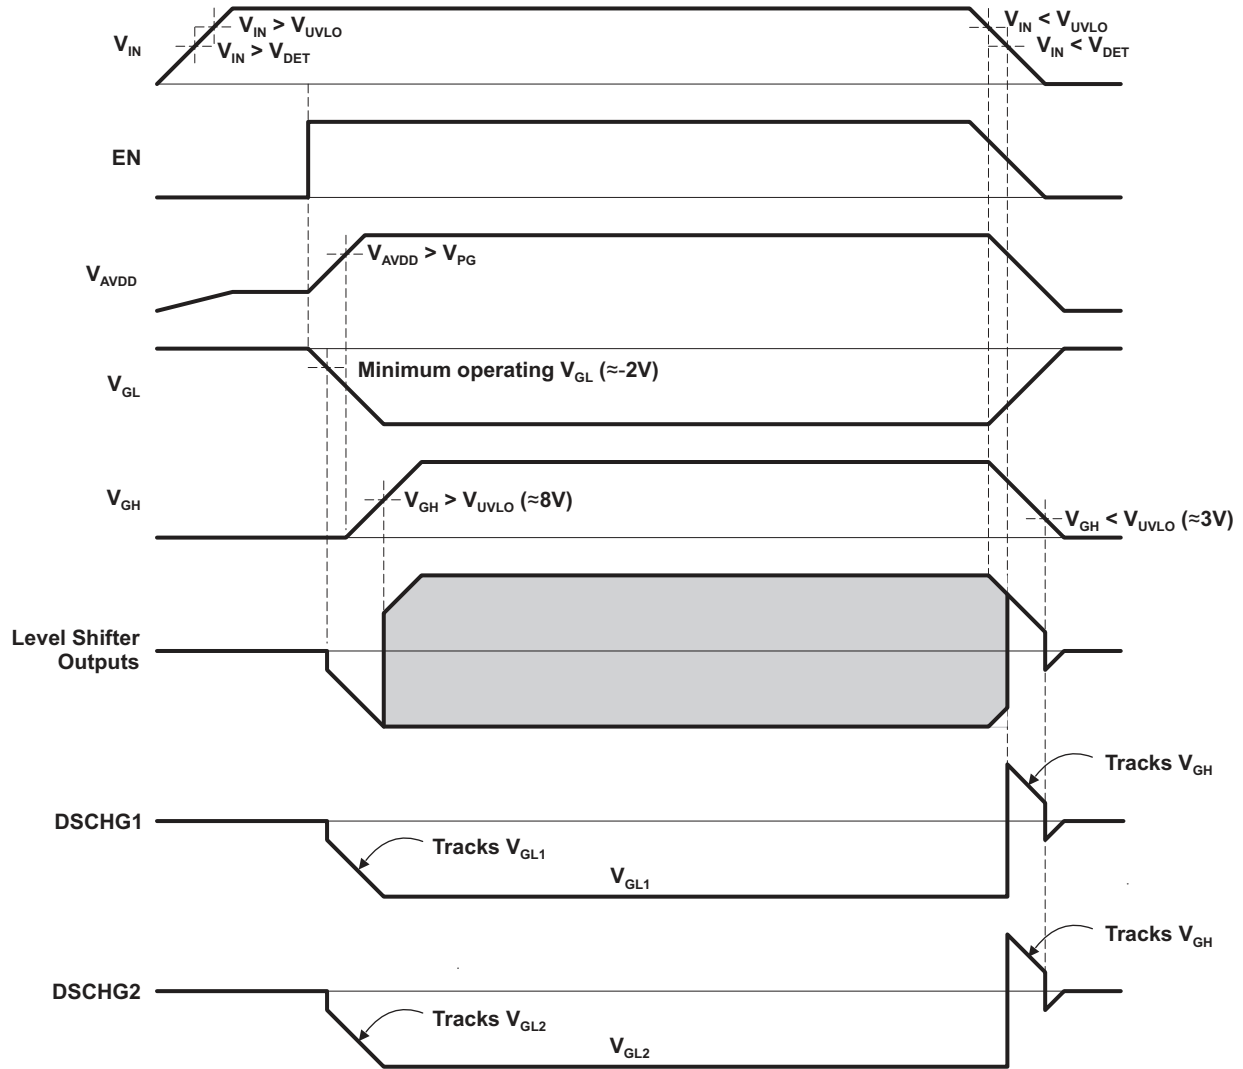 V_IN
V_IN > V_UVLO
V_IN > V_DET
V_IN < V_UVLO
V_IN < V_DET
EN
V_AVDD
V_AVDD > V_PG
V_GL
Minimum operating V_GL (≈-2V)
V_GH
V_GH > V_UVLO (≈8V)
V_GH < V_UVLO (≈3V)
Level Shifter
Outputs
DSCHG1
Tracks V_GH
Tracks V_GL1
V_GL1
DSCHG2
Tracks V_GH
Tracks V_GL2
V_GL2